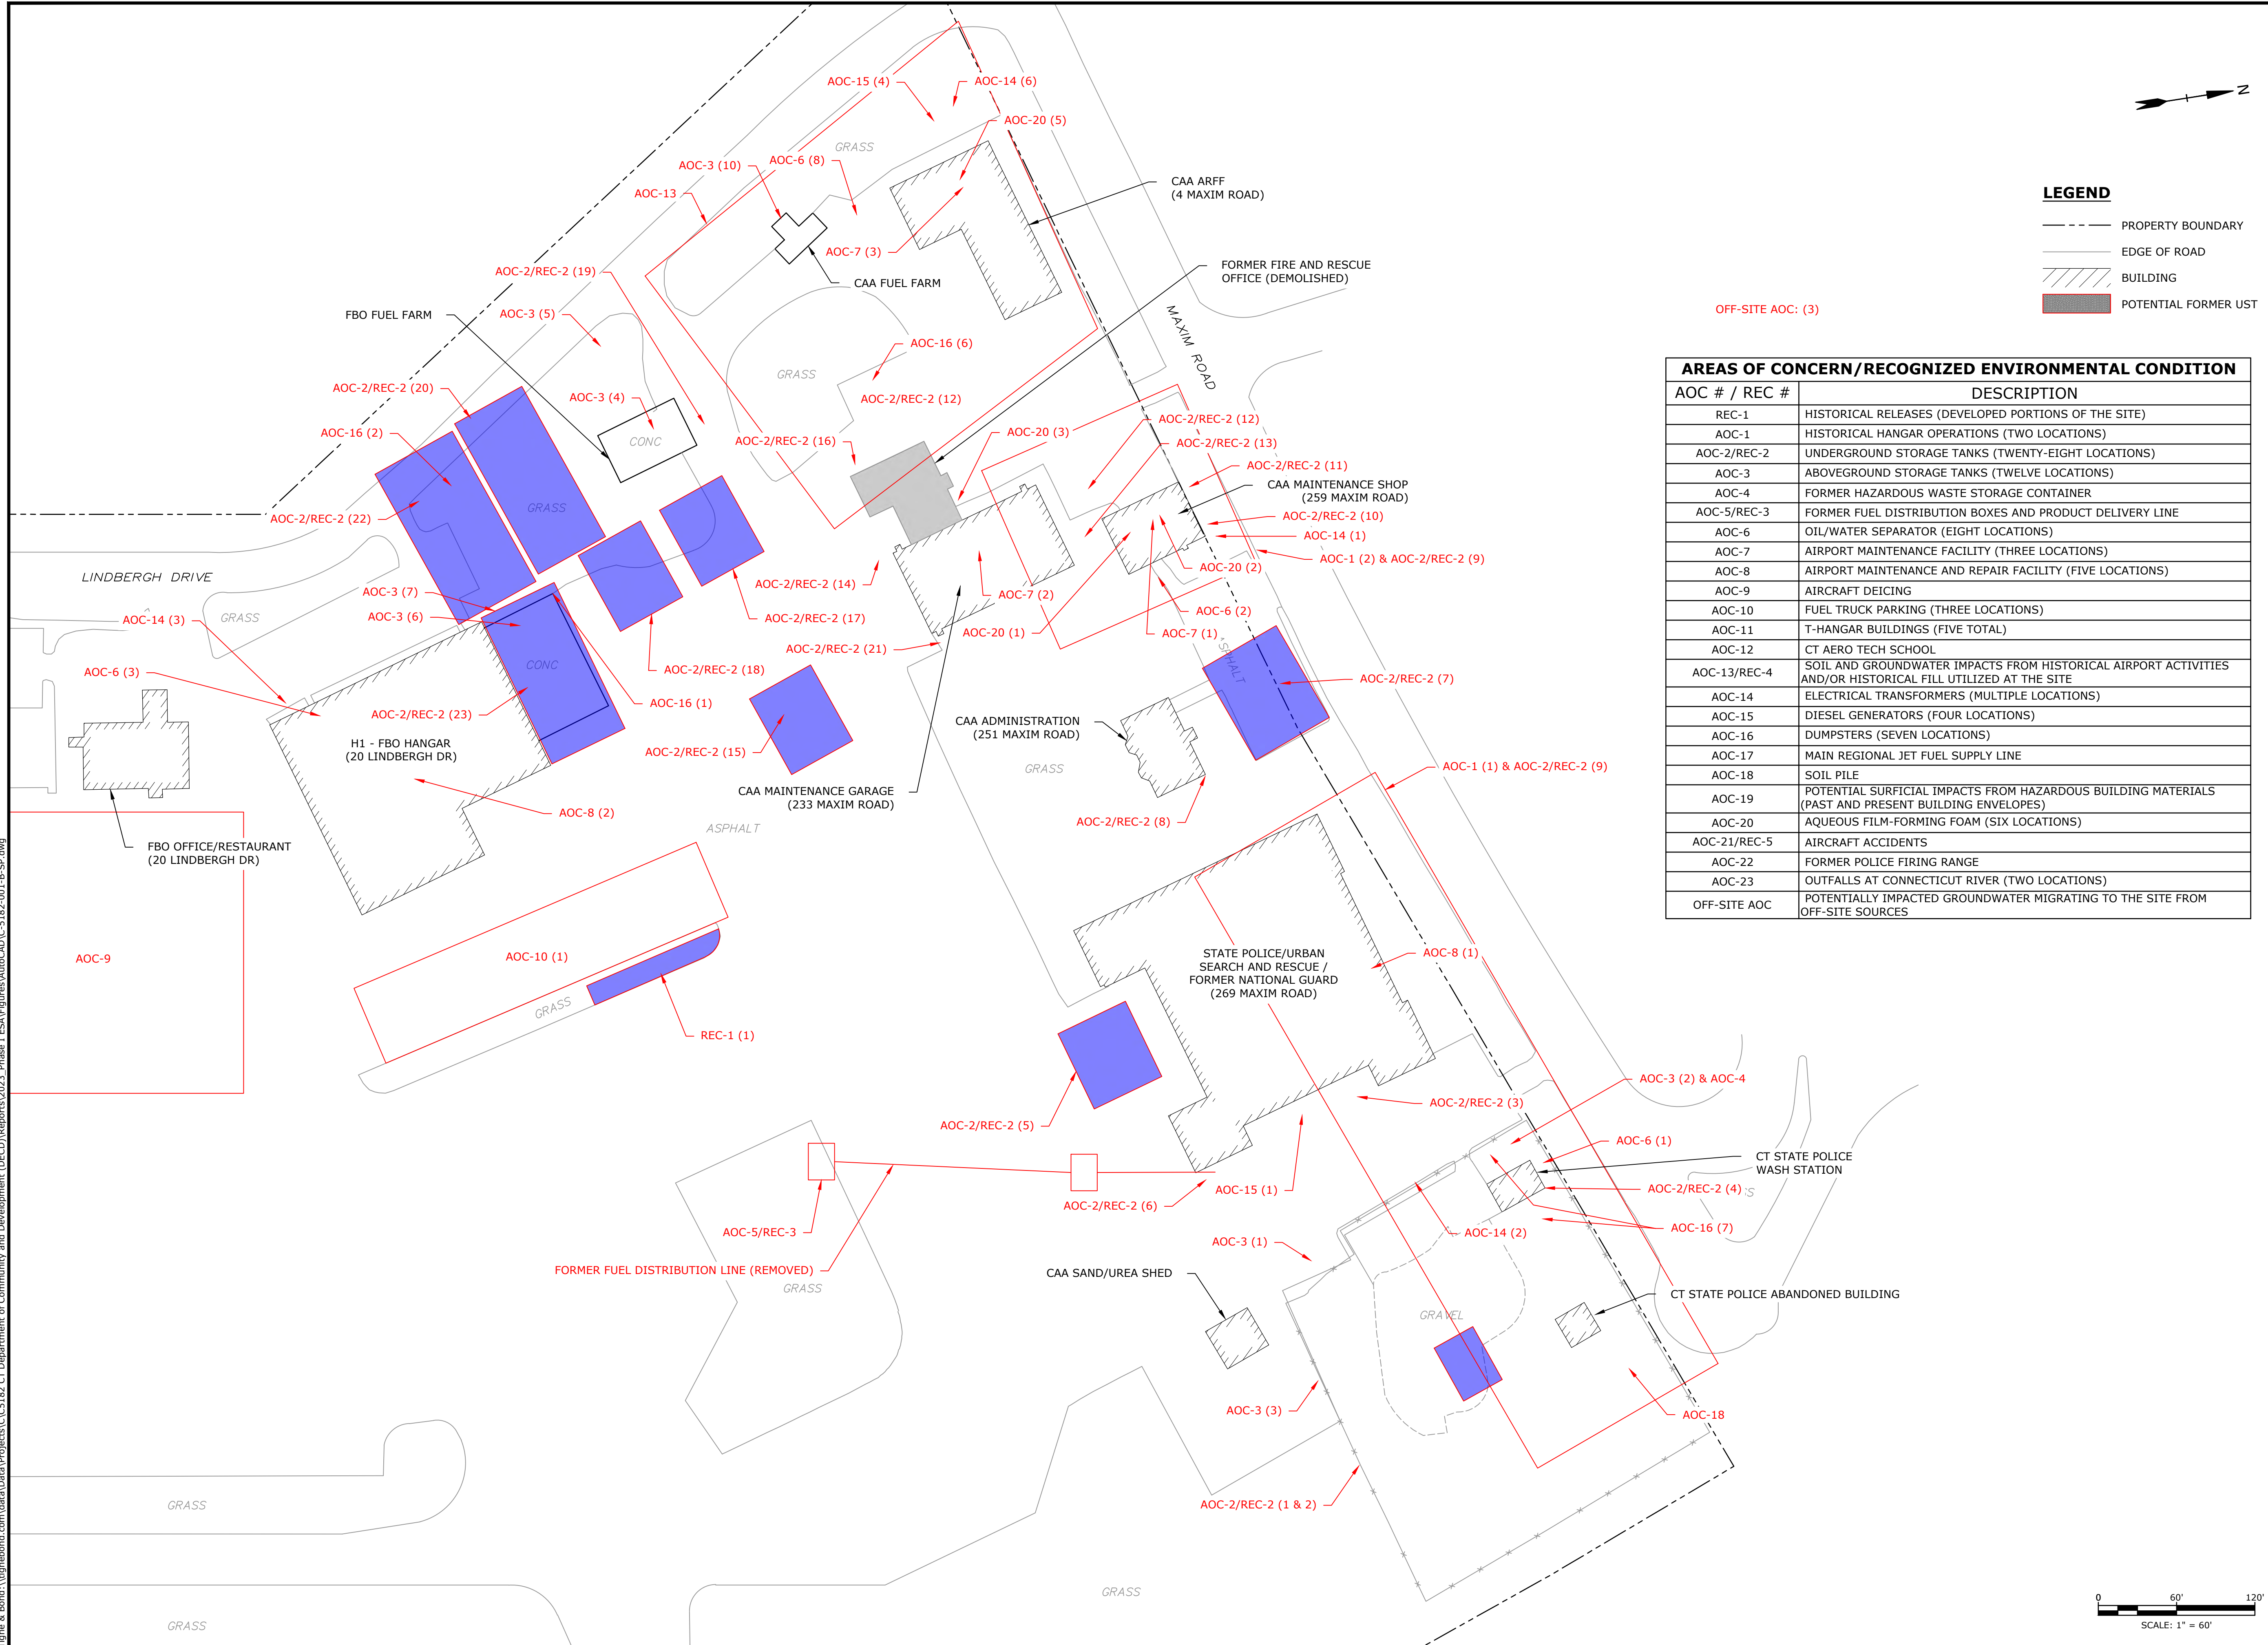 AOC-15 (4)
AOC-14 (6)
AOC-20 (5)
GRASS
AOC-3 (10)
AOC-6 (8)
AOC-13
CAA ARFF
(4 MAXIM ROAD)
AOC-7 (3)
AOC-2/REC-2 (19)
CAA FUEL FARM
FORMER FIRE AND RESCUE
OFFICE (DEMOLISHED)
FBO FUEL FARM
AOC-3 (5)
MAXIM ROAD
AOC-16 (6)
GRASS
AOC-2/REC-2 (20)
AOC-3 (4)
AOC-2/REC-2 (12)
CONC
AOC-16 (2)
AOC-2/REC-2 (16)
AOC-20 (3)
AOC-2/REC-2 (12)
AOC-2/REC-2 (13)
AOC-2/REC-2 (11)
CAA MAINTENANCE SHOP
(259 MAXIM ROAD)
GRASS
AOC-2/REC-2 (22)
AOC-2/REC-2 (10)
AOC-14 (1)
AOC-1 (2) & AOC-2/REC-2 (9)
LINDBERGH DRIVE
AOC-20 (2)
AOC-2/REC-2 (14)
AOC-3 (7)
AOC-7 (2)
AOC-3 (6)
AOC-2/REC-2 (17)
AOC-6 (2)
AOC-14 (3)
GRASS
AOC-20 (1)
AOC-7 (1)
AOC-2/REC-2 (21)
ASPHALT
AOC-6 (3)
CONC
AOC-2/REC-2 (18)
AOC-2/REC-2 (7)
AOC-16 (1)
AOC-2/REC-2 (23)
CAA ADMINISTRATION
(251 MAXIM ROAD)
H1 - FBO HANGAR
(20 LINDBERGH DR)
AOC-2/REC-2 (15)
GRASS
AOC-1 (1) & AOC-2/REC-2 (9)
CAA MAINTENANCE GARAGE
(233 MAXIM ROAD)
AOC-8 (2)
AOC-2/REC-2 (8)
ASPHALT
FBO OFFICE/RESTAURANT
(20 LINDBERGH DR)
AOC-9
AOC-10 (1)
GRASS
REC-1 (1)
STATE POLICE/URBAN
SEARCH AND RESCUE /
FORMER NATIONAL GUARD
(269 MAXIM ROAD)
AOC-8 (1)
AOC-3 (2) & AOC-4
AOC-2/REC-2 (3)
AOC-2/REC-2 (5)
AOC-6 (1)
CT STATE POLICE
WASH STATION
AOC-15 (1)
AOC-2/REC-2 (4)
AOC-2/REC-2 (6)
AOC-5/REC-3
AOC-16 (7)
AOC-14 (2)
AOC-3 (1)
FORMER FUEL DISTRIBUTION LINE (REMOVED)
CAA SAND/UREA SHED
GRASS
CT STATE POLICE ABANDONED BUILDING
GRAVEL
AOC-3 (3)
AOC-18
AOC-2/REC-2 (1 & 2)
GRASS
GRASS
GRASS
N
LEGEND
PROPERTY BOUNDARY
EDGE OF ROAD
BUILDING
POTENTIAL FORMER UST
OFF-SITE AOC: (3)
AREAS OF CONCERN/RECOGNIZED ENVIRONMENTAL CONDITION
AOC # / REC # DESCRIPTION
REC-1 HISTORICAL RELEASES (DEVELOPED PORTIONS OF THE SITE)
AOC-1 HISTORICAL HANGAR OPERATIONS (TWO LOCATIONS)
AOC-2/REC-2 UNDERGROUND STORAGE TANKS (TWENTY-EIGHT LOCATIONS)
AOC-3 ABOVEGROUND STORAGE TANKS (TWELVE LOCATIONS)
AOC-4 FORMER HAZARDOUS WASTE STORAGE CONTAINER
AOC-5/REC-3 FORMER FUEL DISTRIBUTION BOXES AND PRODUCT DELIVERY LINE
AOC-6 OIL/WATER SEPARATOR (EIGHT LOCATIONS)
AOC-7 AIRPORT MAINTENANCE FACILITY (THREE LOCATIONS)
AOC-8 AIRPORT MAINTENANCE AND REPAIR FACILITY (FIVE LOCATIONS)
AOC-9 AIRCRAFT DEICING
AOC-10 FUEL TRUCK PARKING (THREE LOCATIONS)
AOC-11 T-HANGAR BUILDINGS (FIVE TOTAL)
AOC-12 CT AERO TECH SCHOOL
AOC-13/REC-4 SOIL AND GROUNDWATER IMPACTS FROM HISTORICAL AIRPORT ACTIVITIES
AND/OR HISTORICAL FILL UTILIZED AT THE SITE
AOC-14 ELECTRICAL TRANSFORMERS (MULTIPLE LOCATIONS)
AOC-15 DIESEL GENERATORS (FOUR LOCATIONS)
AOC-16 DUMPSTERS (SEVEN LOCATIONS)
AOC-17 MAIN REGIONAL JET FUEL SUPPLY LINE
AOC-18 SOIL PILE
AOC-19 POTENTIAL SURFICIAL IMPACTS FROM HAZARDOUS BUILDING MATERIALS
(PAST AND PRESENT BUILDING ENVELOPES)
AOC-20 AQUEOUS FILM-FORMING FOAM (SIX LOCATIONS)
AOC-21/REC-5 AIRCRAFT ACCIDENTS
AOC-22 FORMER POLICE FIRING RANGE
AOC-23 OUTFALLS AT CONNECTICUT RIVER (TWO LOCATIONS)
OFF-SITE AOC POTENTIALLY IMPACTED GROUNDWATER MIGRATING TO THE SITE FROM
OFF-SITE SOURCES
0 60' 120'
SCALE: 1" = 60'